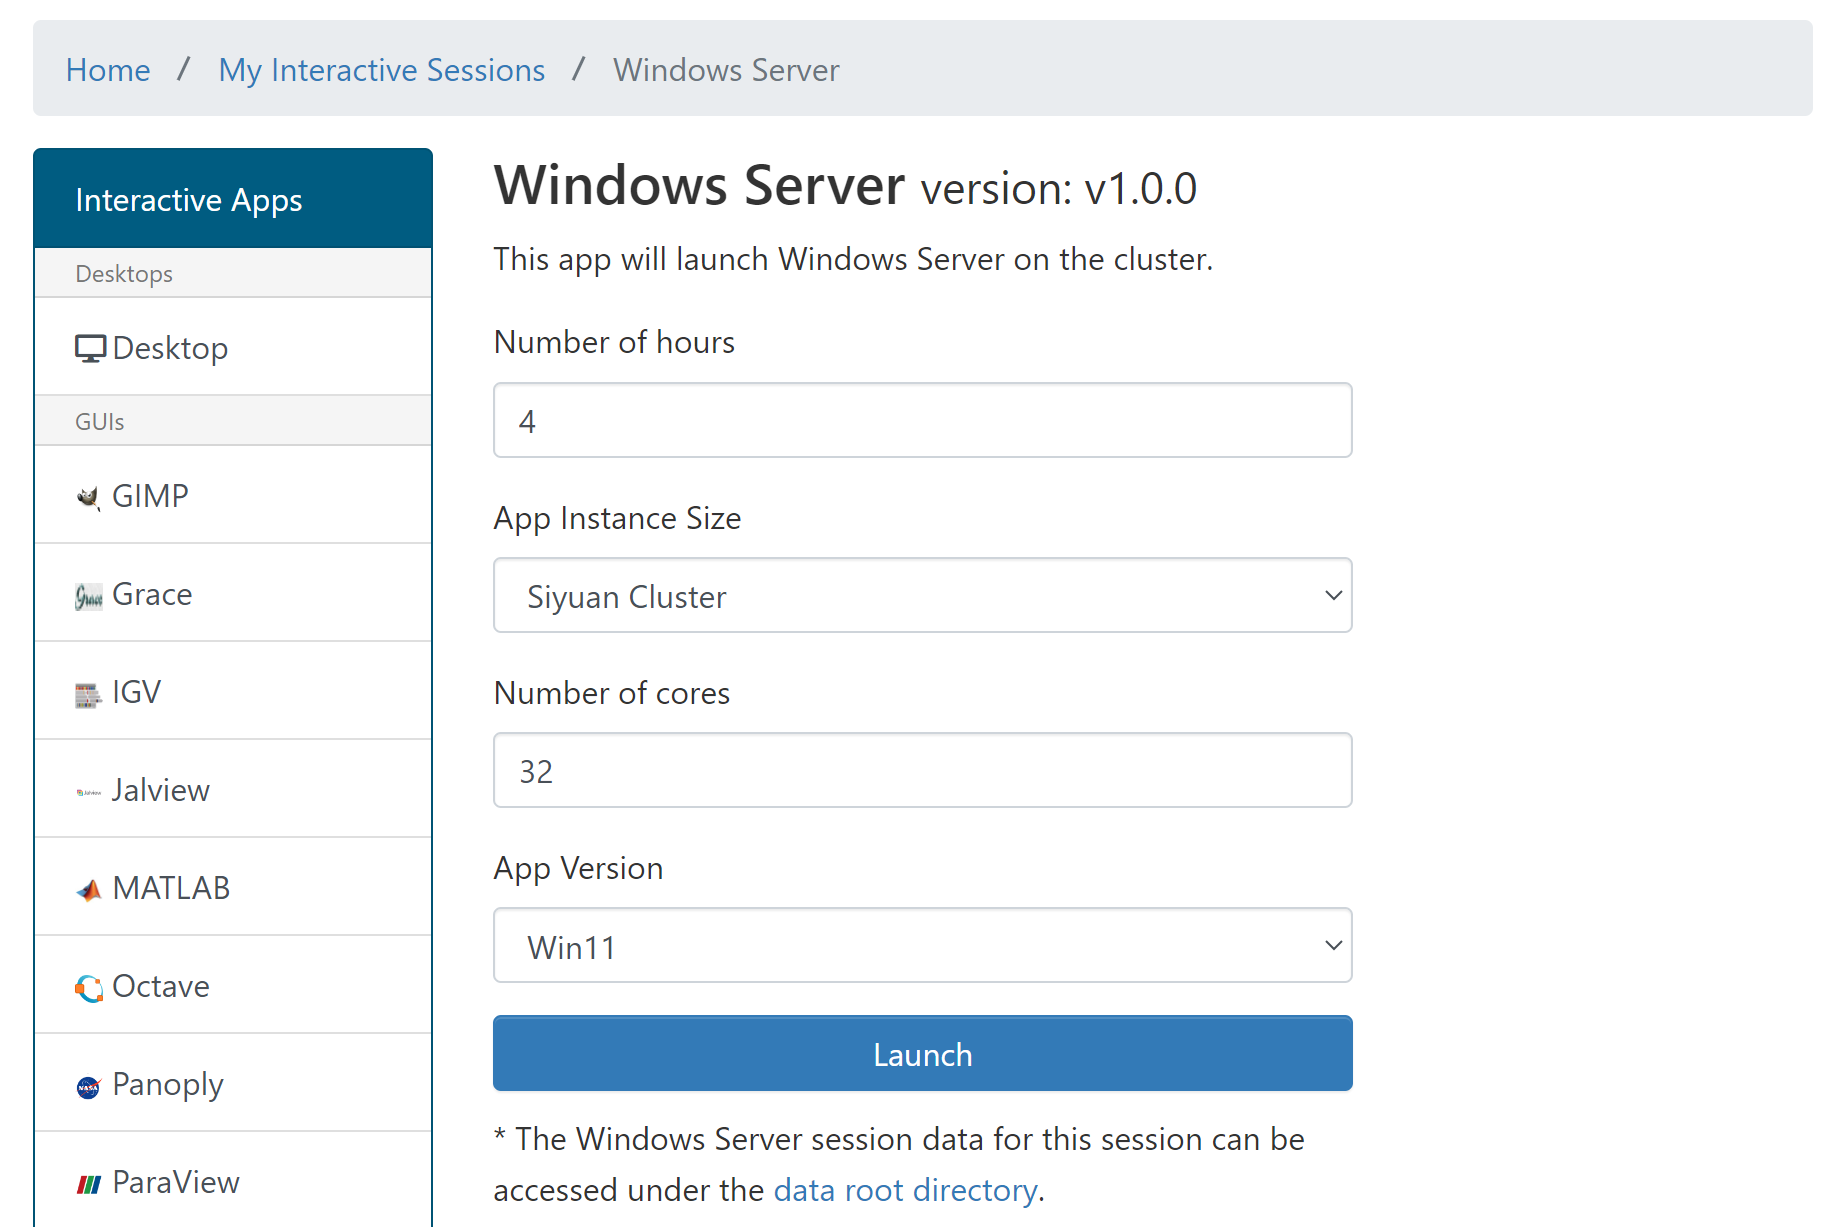 Home / My Interactive Sessions / Windows Server
Interactive Apps
Desktops
Desktop
GUIs
GIMP
Grace Grace
IGV
Jalview Jalview
MATLAB
Octave
NASA Panoply
ParaView
Windows Server version: v1.0.0
This app will launch Windows Server on the cluster.
Number of hours
4
App Instance Size
Siyuan Cluster
Number of cores
32
App Version
Win11
Launch
* The Windows Server session data for this session can be
accessed under the data root directory.